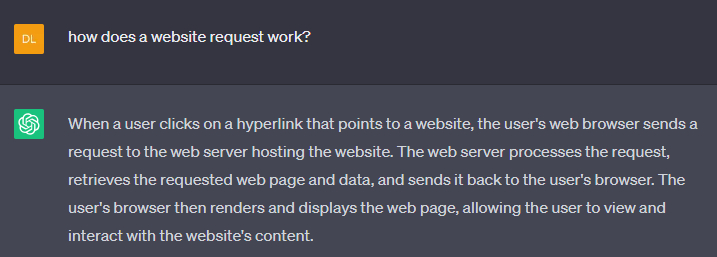 DL
how does a website request work?
When a user clicks on a hyperlink that points to a website, the user's web browser sends a
request to the web server hosting the website. The web server processes the request,
retrieves the requested web page and data, and sends it back to the user's browser. The
user's browser then renders and displays the web page, allowing the user to view and
interact with the website's content.